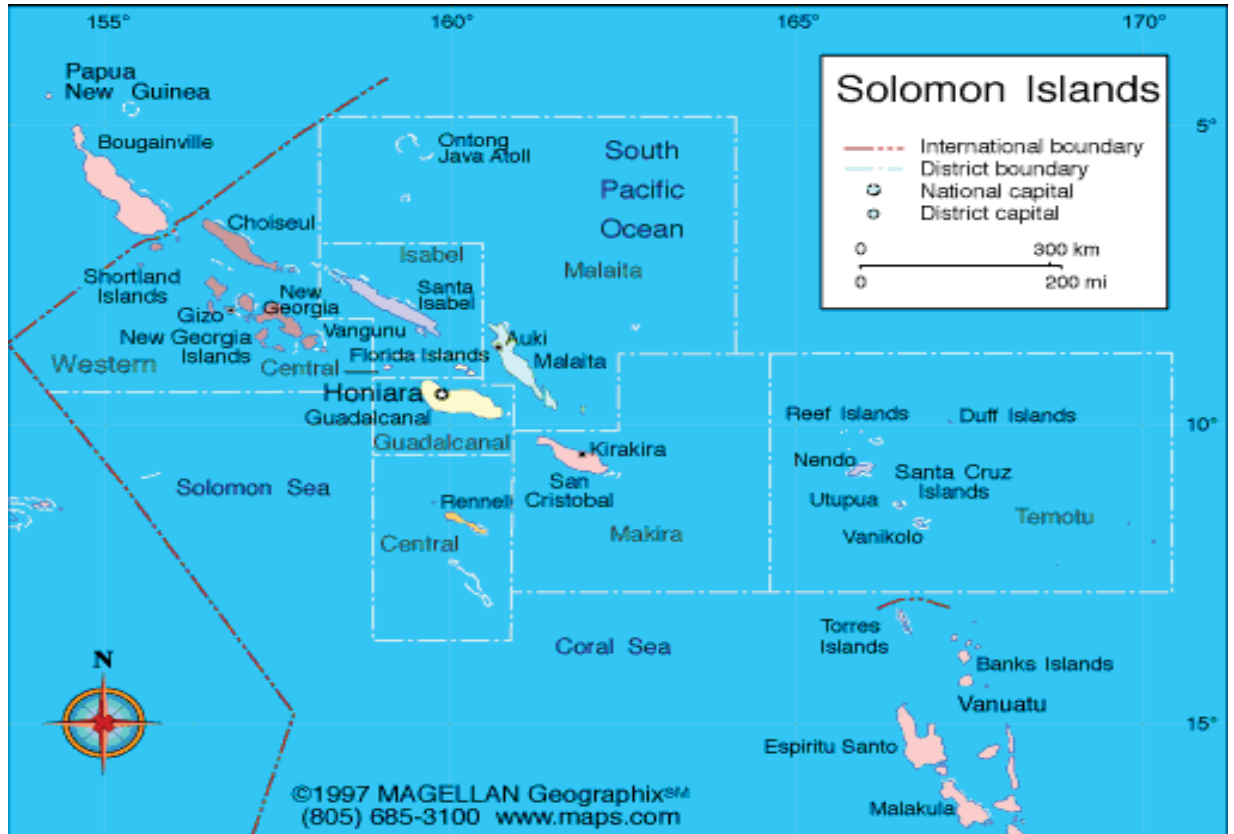 155°
160°
165°
170°
Papua
New Guinea
Bougainville
Ontong
Java Atoll
South
Pacific
Ocean
Solomon Islands
International boundary
District boundary
National capital
District capital
0
300 km
0
200 mi
5°
Choiseul
Isabel
Malaita
Shortland
Islands
Santa
Isabel
New
Georgia
Gizo
New Georgia
Islands
Vangunu
Auki
Western
Central
Florida Islands
Malaita
Honiara
Guadalcanal
Guadalcanal
Reef Islands
Duff Islands
10°
Kirakira
Nendo
Santa Cruz
Islands
San
Cristobal
Solomon Sea
Rennell
Utupua
Temotu
Central
Makira
Vanikolo
Coral Sea
Torres
Islands
Banks Islands
Vanuatu
N
15°
Espiritu Santo
Malakula
©1997 MAGELLAN Geographix℠
(805) 685-3100 www.maps.com